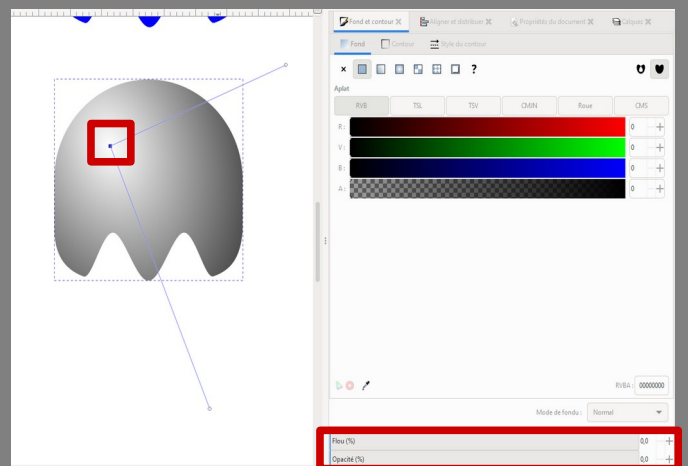 Fond et contour Aligner et distribuer Propriétés du document Calques
Fond Contour Style du contour
× ?
Aplat
RVB TSL TSV CMJN Roue CMS
R : 0 +
V : 0 +
B : 0 +
A : 0 +
RVBA : 00000000
Mode de fondu : Normal
Flou (%) 0,0 +
Opacité (%) 0,0 +